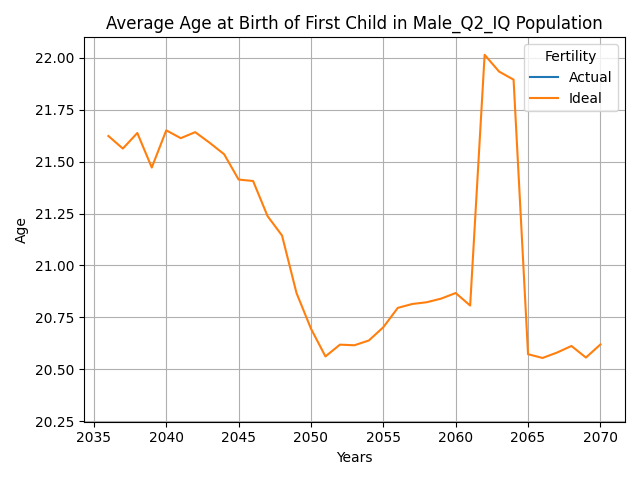 Average Age at Birth of First Child in Male_Q2_IQ Population
Fertility
Actual
Ideal
22.00
21.75
21.50
21.25
21.00
20.75
20.50
20.25
Age
2035 2040 2045 2050 2055 2060 2065 2070
Years